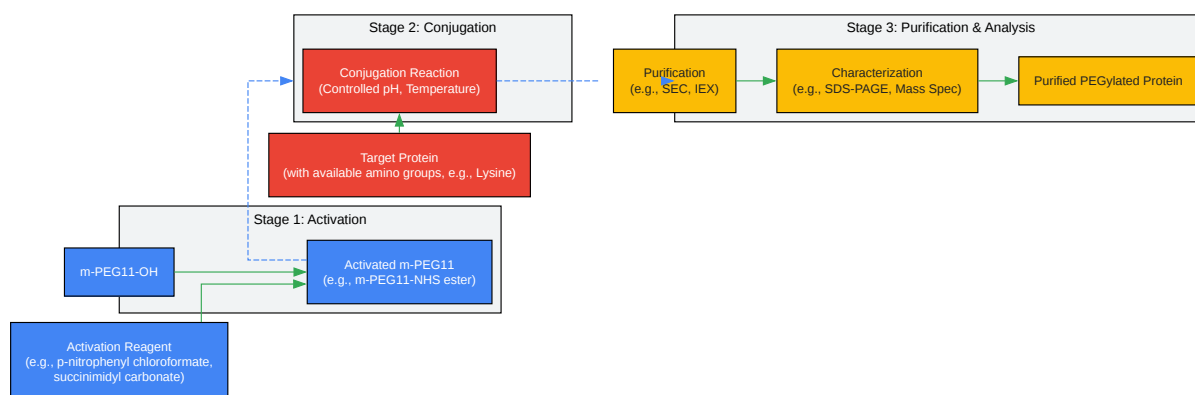 Stage 2: Conjugation
Conjugation Reaction
(Controlled pH, Temperature)
Target Protein
(with available amino groups, e.g., Lysine)
Stage 3: Purification & Analysis
Purification
(e.g., SEC, IEX)
Characterization
(e.g., SDS-PAGE, Mass Spec)
Purified PEGylated Protein
Stage 1: Activation
m-PEG11-OH
Activated m-PEG11
(e.g., m-PEG11-NHS ester)
Activation Reagent
(e.g., p-nitrophenyl chloroformate,
succinimidyl carbonate)